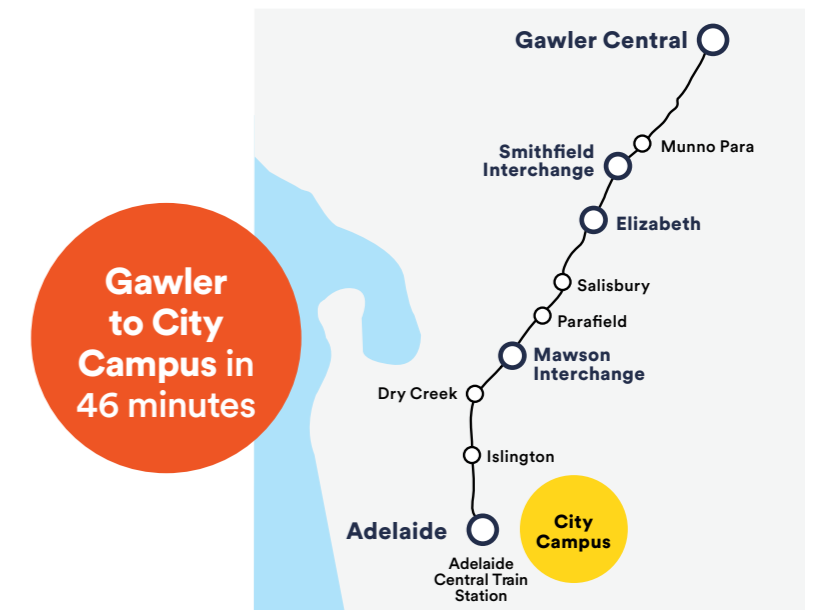 Gawler Central
Munno Para
Smithfield
Interchange
Elizabeth
Salisbury
Parafield
Mawson
Interchange
Dry Creek
Islington
Adelaide
Adelaide
Central Train
Station
City
Campus
Gawler
to City
Campus in
46 minutes